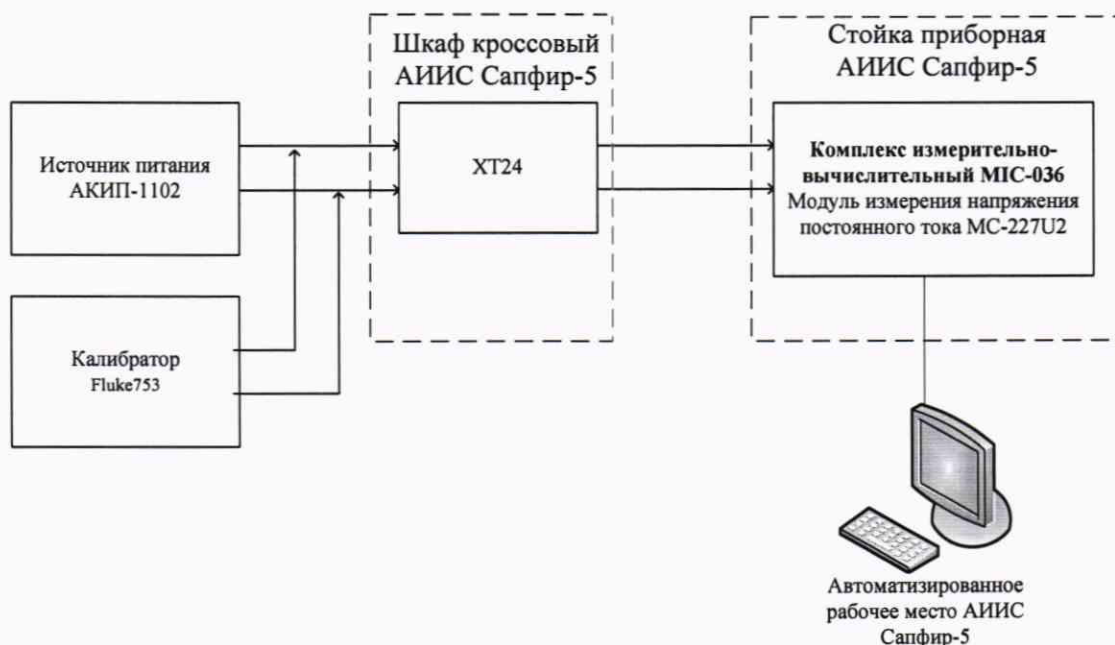 Шкаф кроссовый
АИИС Сапфир-5
Стойка приборная
АИИС Сапфир-5
Источник питания
АКИП-1102
XT24
Комплекс измерительно-
вычислительный MIC-036
Модуль измерения напряжения
постоянного тока MC-227U2
Калибратор
Fluke753
Автоматизированное
рабочее место АИИС
Сапфир-5